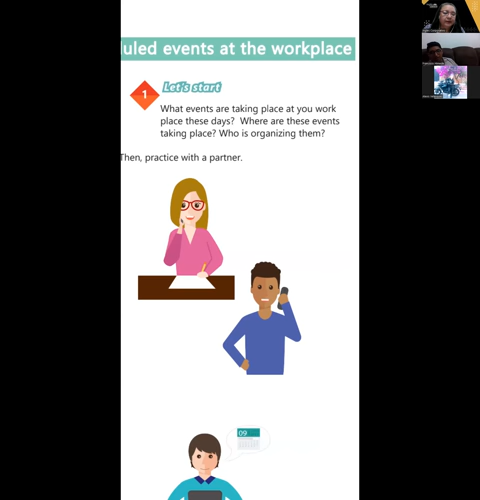 uled events at the workplace
1
Let's start
What events are taking place at you work
place these days? Where are these events
taking place? Who is organizing them?
Then, practice with a partner.
09